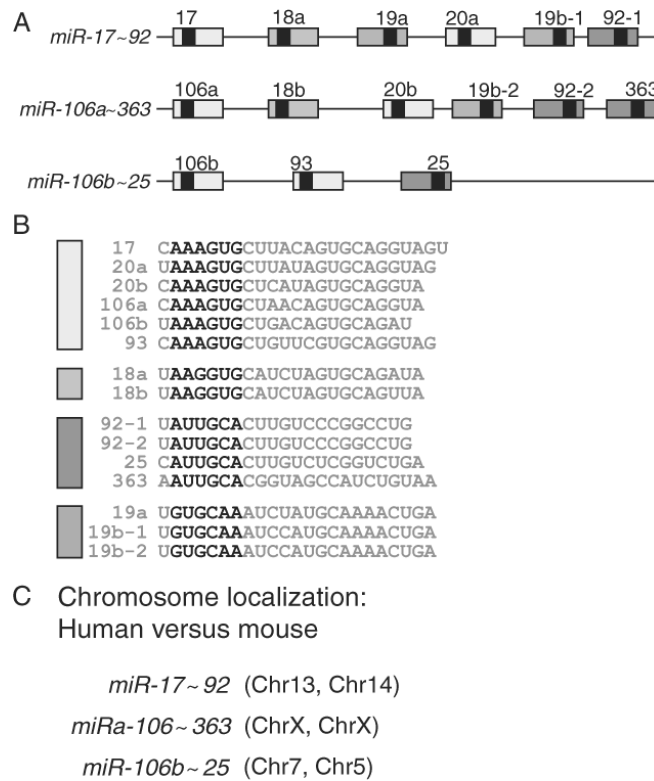 A
17 18a 19a 20a 19b-1 92-1
miR-17~92
106a 18b 20b 19b-2 92-2 363
miR-106a~363
106b 93 25
miR-106b~25
B
17 CAAAGUGCUUACAGUGCAGGUAGU
20a UAAAGUGCUUAUAGUGCAGGUAG
20b CAAAGUGCUCAUAGUGCAGGUA
106a CAAAGUGCUAACAGUGCAGGUA
106b UAAAGUGCUGACAGUGCAGAU
93 CAAAGUGCUGUUCGUGCAGGUAG
18a UAAGGUGCAUCUAGUGCAGAUA
18b UAAGGUGCAUCUAGUGCAGUUA
92-1 UAUUGCACUUGUCCCGGCCUG
92-2 UAUUGCACUUGUCCCGGCCUG
25 CAUUGCACUUGUCUCGGUCUGA
363 AAUUGCACGGUAGCCAUCUGUAA
19a UGUGCAAAUCUAUGCAAAACUGA
19b-1 UGUGCAAAUCCAUGCAAAACUGA
19b-2 UGUGCAAAUCCAUGCAAAACUGA
C Chromosome localization:
Human versus mouse
miR-17~92 (Chr13, Chr14)
miRa-106~363 (ChrX, ChrX)
miR-106b~25 (Chr7, Chr5)